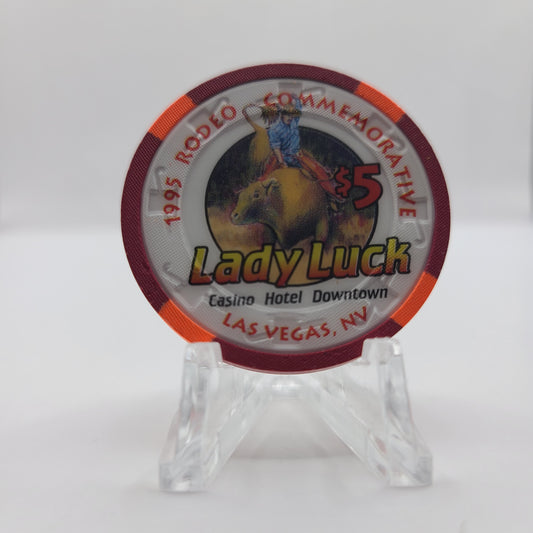 1995 RODEO COMMEMORATIVE
$5
Lady Luck
Casino Hotel Downtown
LAS VEGAS, NV